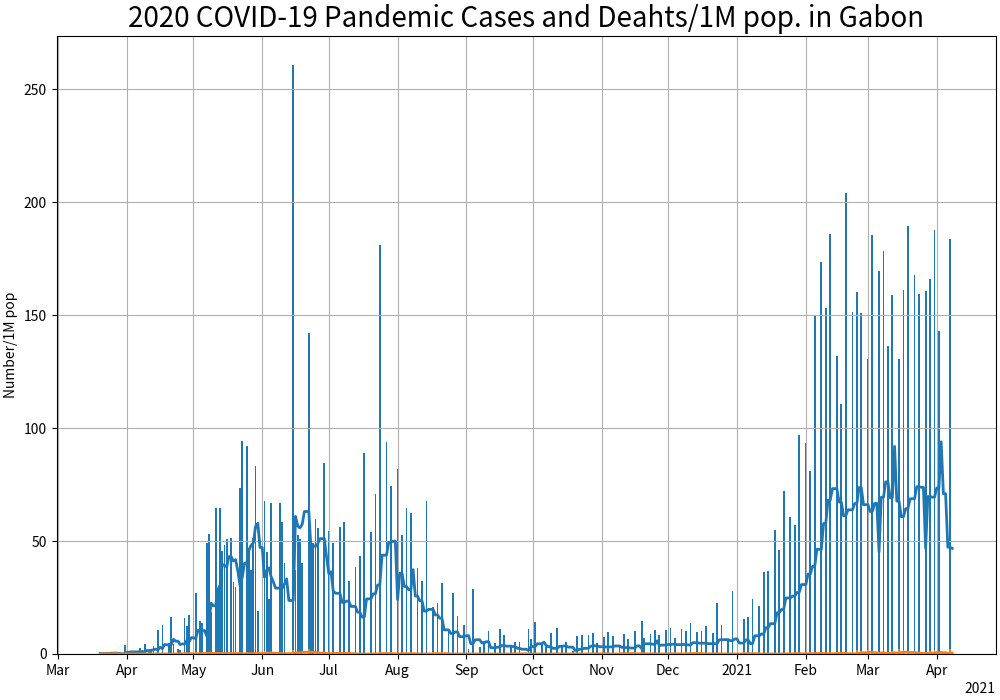 2020 COVID-19 Pandemic Cases and Deahts/1M pop. in Gabon
Number/1M pop
250
200
150
100
50
0
Mar Apr May Jun Jul Aug Sep Oct Nov Dec 2021 Feb Mar Apr
2021